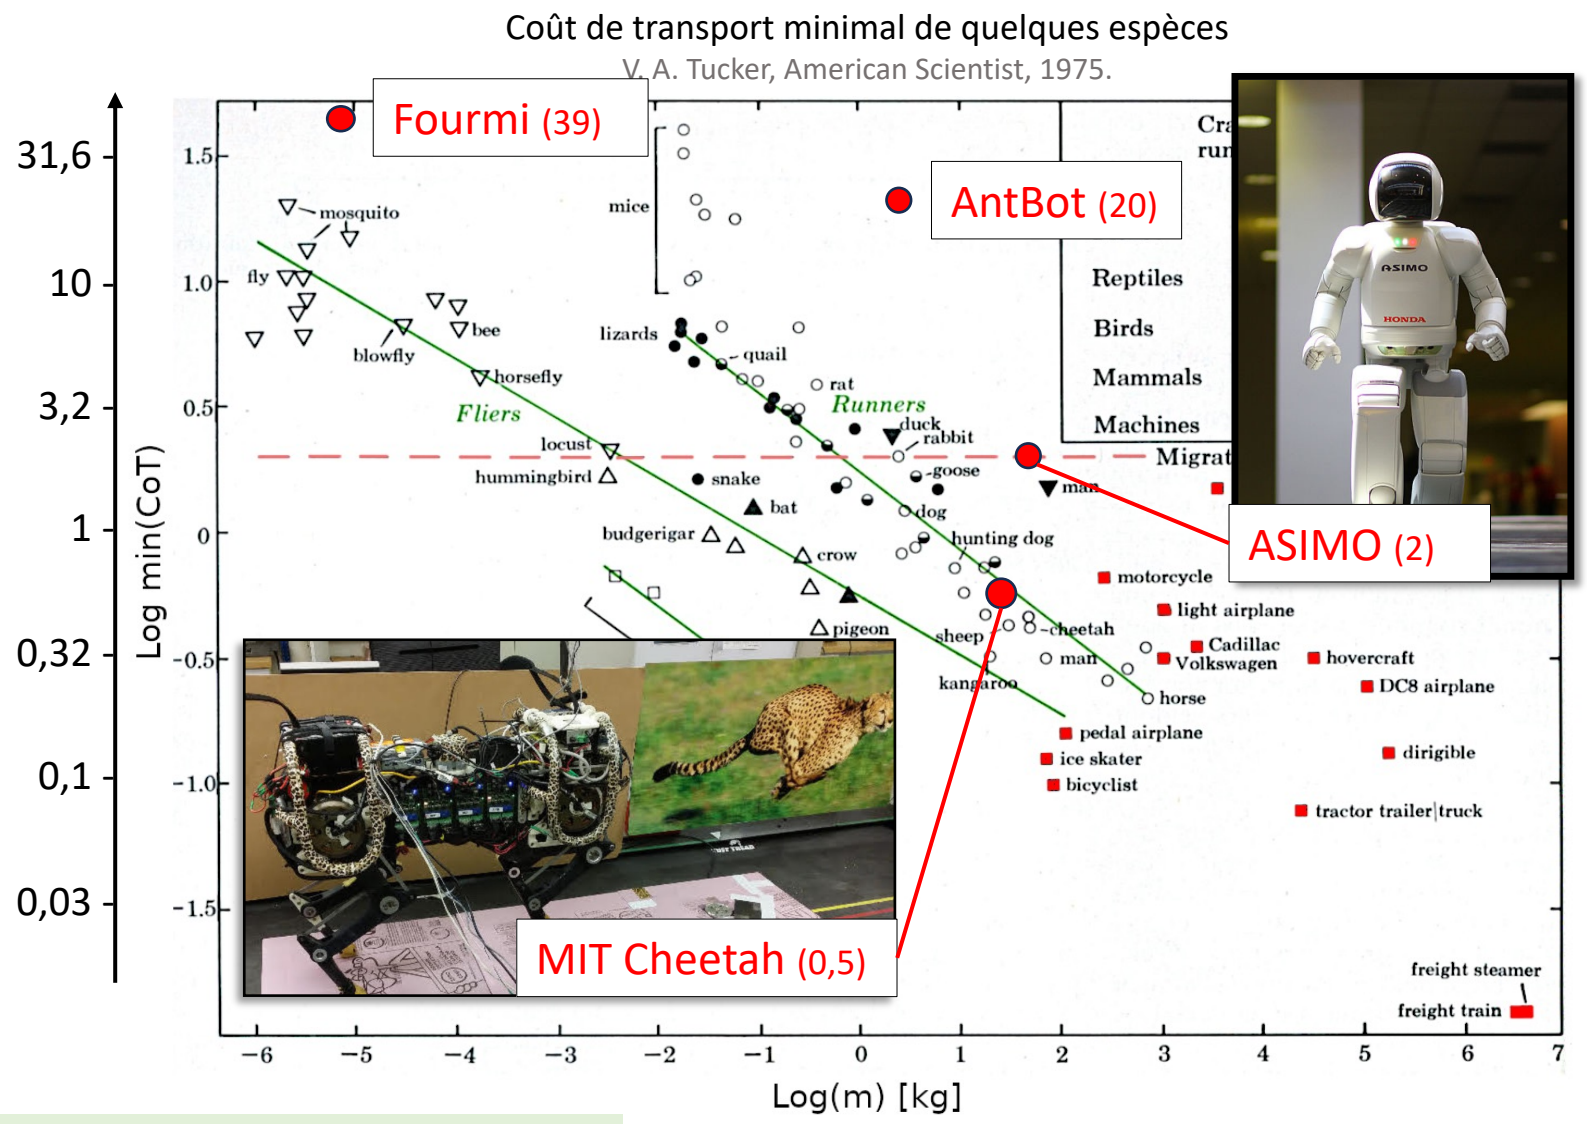 Coût de transport minimal de quelques espèces
V. A. Tucker, American Scientist, 1975.
Fourmi (39)
AntBot (20)
31,6
10
3,2
1
0,32
0,1
0,03
Log min(CoT)
1.5
1.0
0.5
0
-0.5
-1.0
-1.5
mosquito
fly
bee
blowfly
horsefly
Fliers
locust
hummingbird
mice
lizards
quail
rat
Runners
duck
rabbit
goose
snake
bat
man
dog
budgerigar
crow
hunting dog
pigeon
sheep
cheetah
man
kangaroo
horse
Reptiles
Birds
Mammals
Machines
ASIMO
HONDA
ASIMO (2)
motorcycle
light airplane
Cadillac
Volkswagen
hovercraft
DC8 airplane
pedal airplane
ice skater
bicyclist
dirigible
tractor trailer truck
freight steamer
freight train
MIT Cheetah (0,5)
-6 -5 -4 -3 -2 -1 0 1 2 3 4 5 6 7
Log(m) [kg]